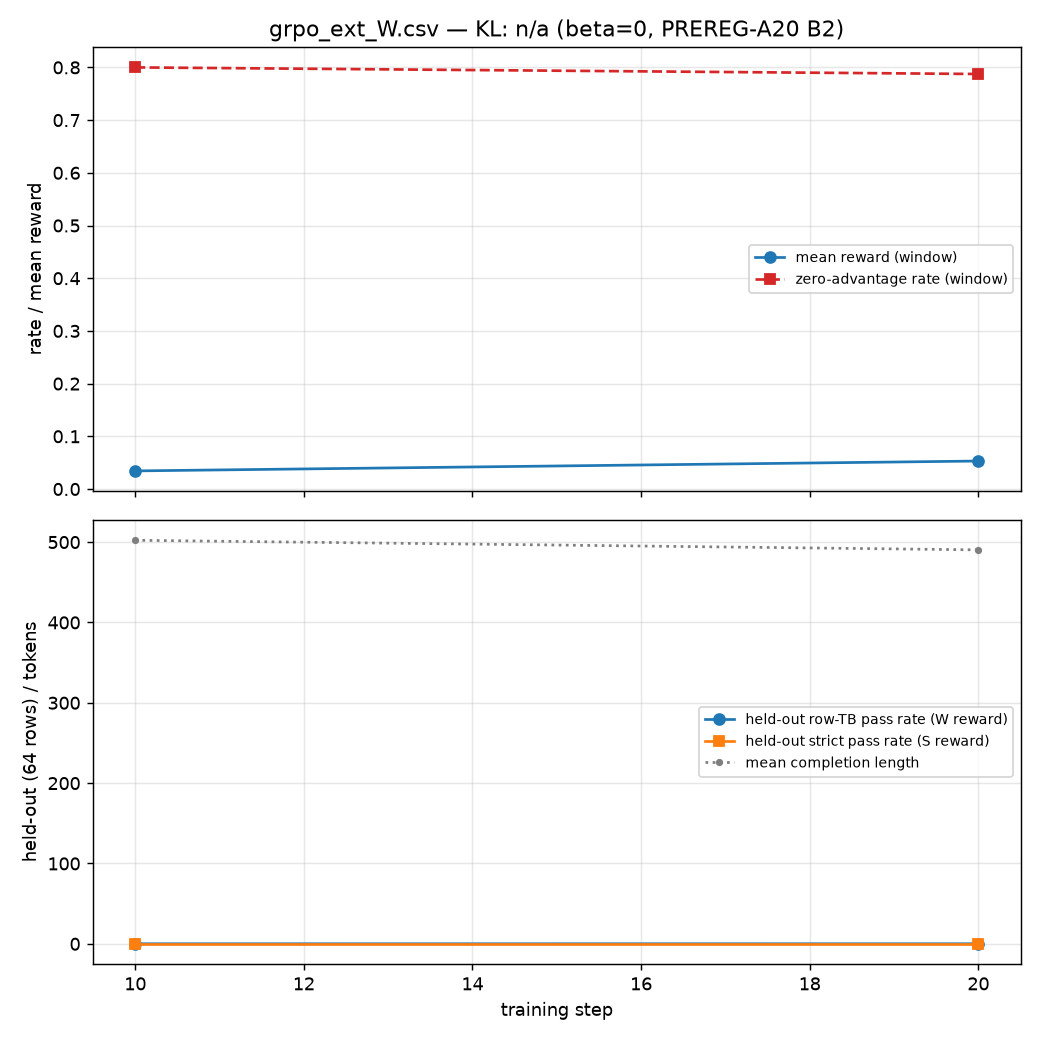 grpo_ext_W.csv — KL: n/a (beta=0, PREREG-A20 B2)
rate / mean reward
0.8
0.7
0.6
0.5
0.4
0.3
0.2
0.1
0.0
mean reward (window)
zero-advantage rate (window)
held-out (64 rows) / tokens
500
400
300
200
100
0
held-out row-TB pass rate (W reward)
held-out strict pass rate (S reward)
mean completion length
10
12
14
16
18
20
training step